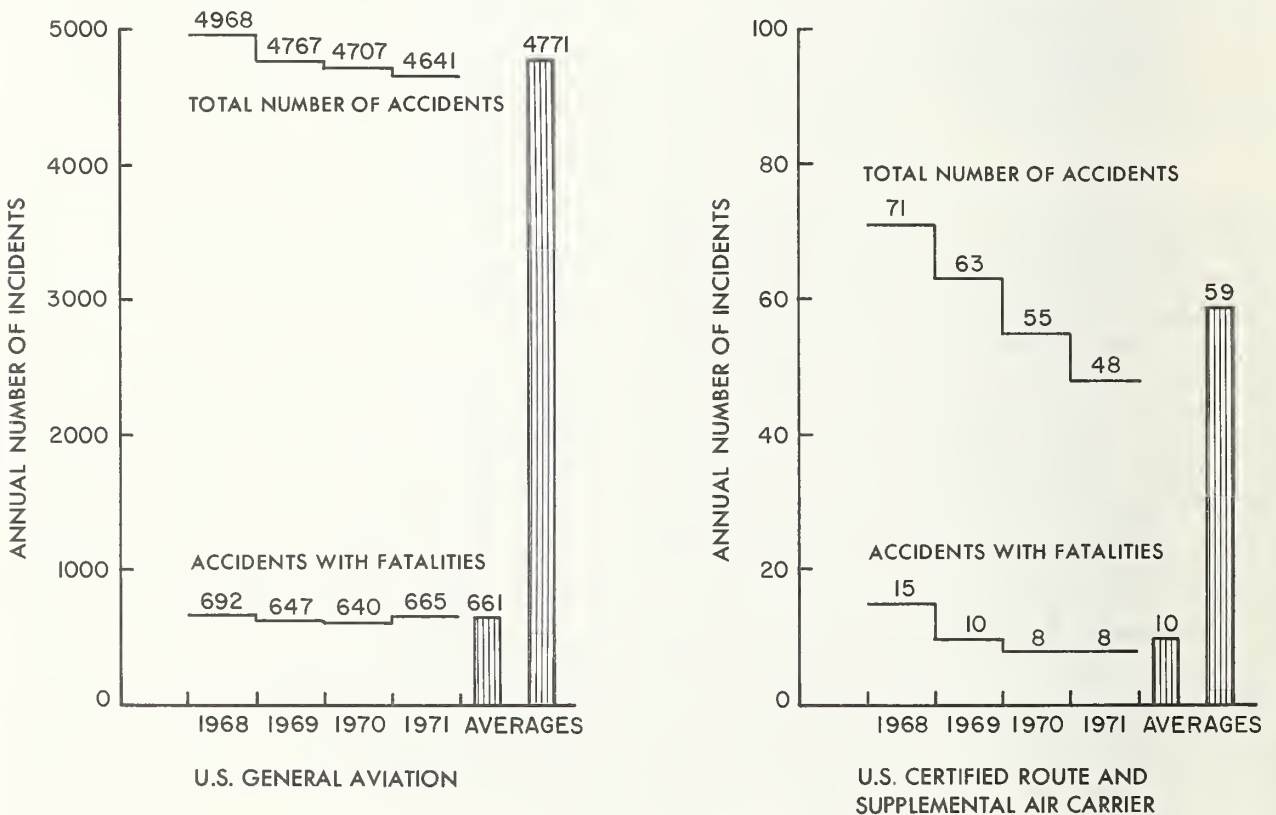 ANNUAL NUMBER OF INCIDENTS
5000
4000
3000
2000
1000
0
4968
4767 4707 4641
4771
TOTAL NUMBER OF ACCIDENTS
ACCIDENTS WITH FATALITIES
692 647 640 665 661
1968 1969 1970 1971 AVERAGES
U.S. GENERAL AVIATION
ANNUAL NUMBER OF INCIDENTS
100
80
60
40
20
0
TOTAL NUMBER OF ACCIDENTS
71
63
55
48
59
ACCIDENTS WITH FATALITIES
15
10
8 8
10
1968 1969 1970 1971 AVERAGES
U.S. CERTIFIED ROUTE AND
SUPPLEMENTAL AIR CARRIER